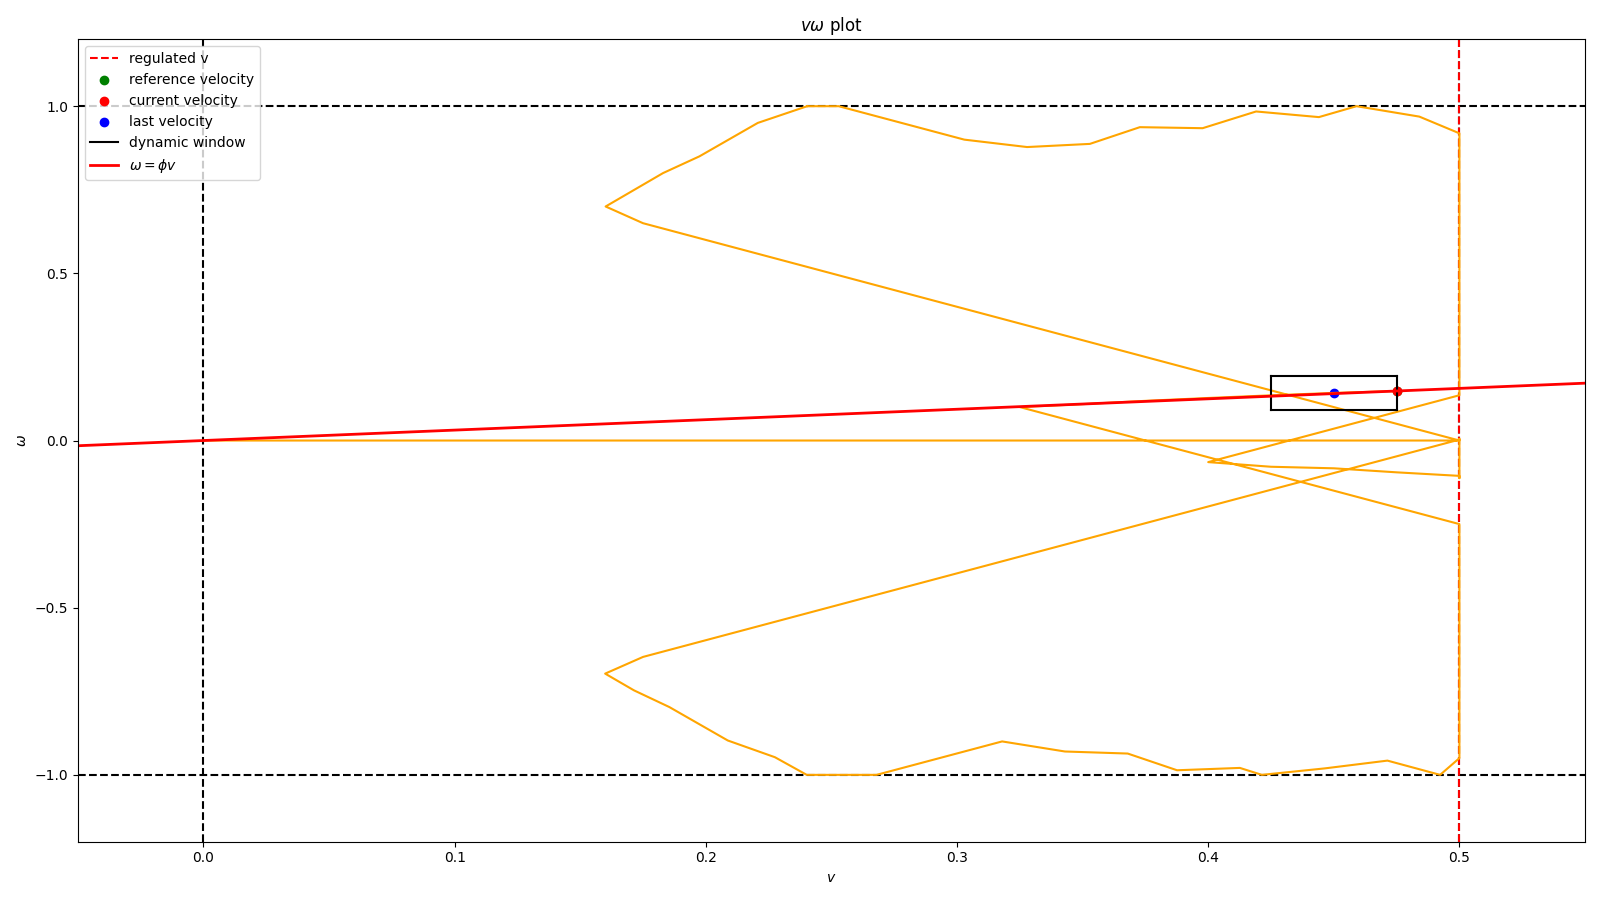 vω plot
regulated v
reference velocity
current velocity
last velocity
dynamic window
ω = ϕv
1.0
0.5
0.0
−0.5
−1.0
ω
0.0 0.1 0.2 0.3 0.4 0.5
v